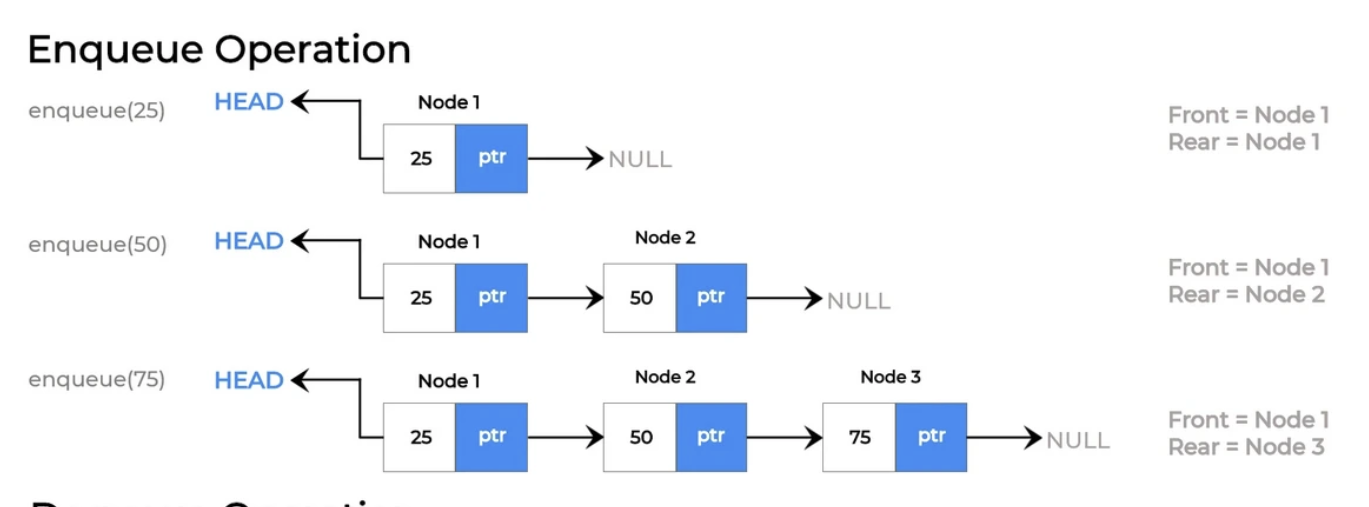 Enqueue Operation
enqueue(25) HEAD Node 1
25 ptr NULL
Front = Node 1
Rear = Node 1
enqueue(50) HEAD Node 1 Node 2
25 ptr 50 ptr NULL
Front = Node 1
Rear = Node 2
enqueue(75) HEAD Node 1 Node 2 Node 3
25 ptr 50 ptr 75 ptr NULL
Front = Node 1
Rear = Node 3